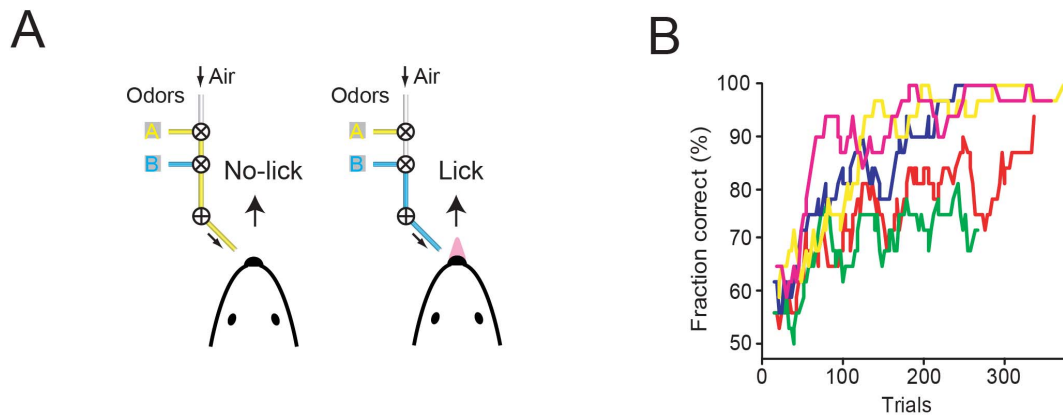 A
Air
Odors
A
B
No-lick
Air
Odors
A
B
Lick
B
Fraction correct (%)
100
90
80
70
60
50
0
100
200
300
Trials